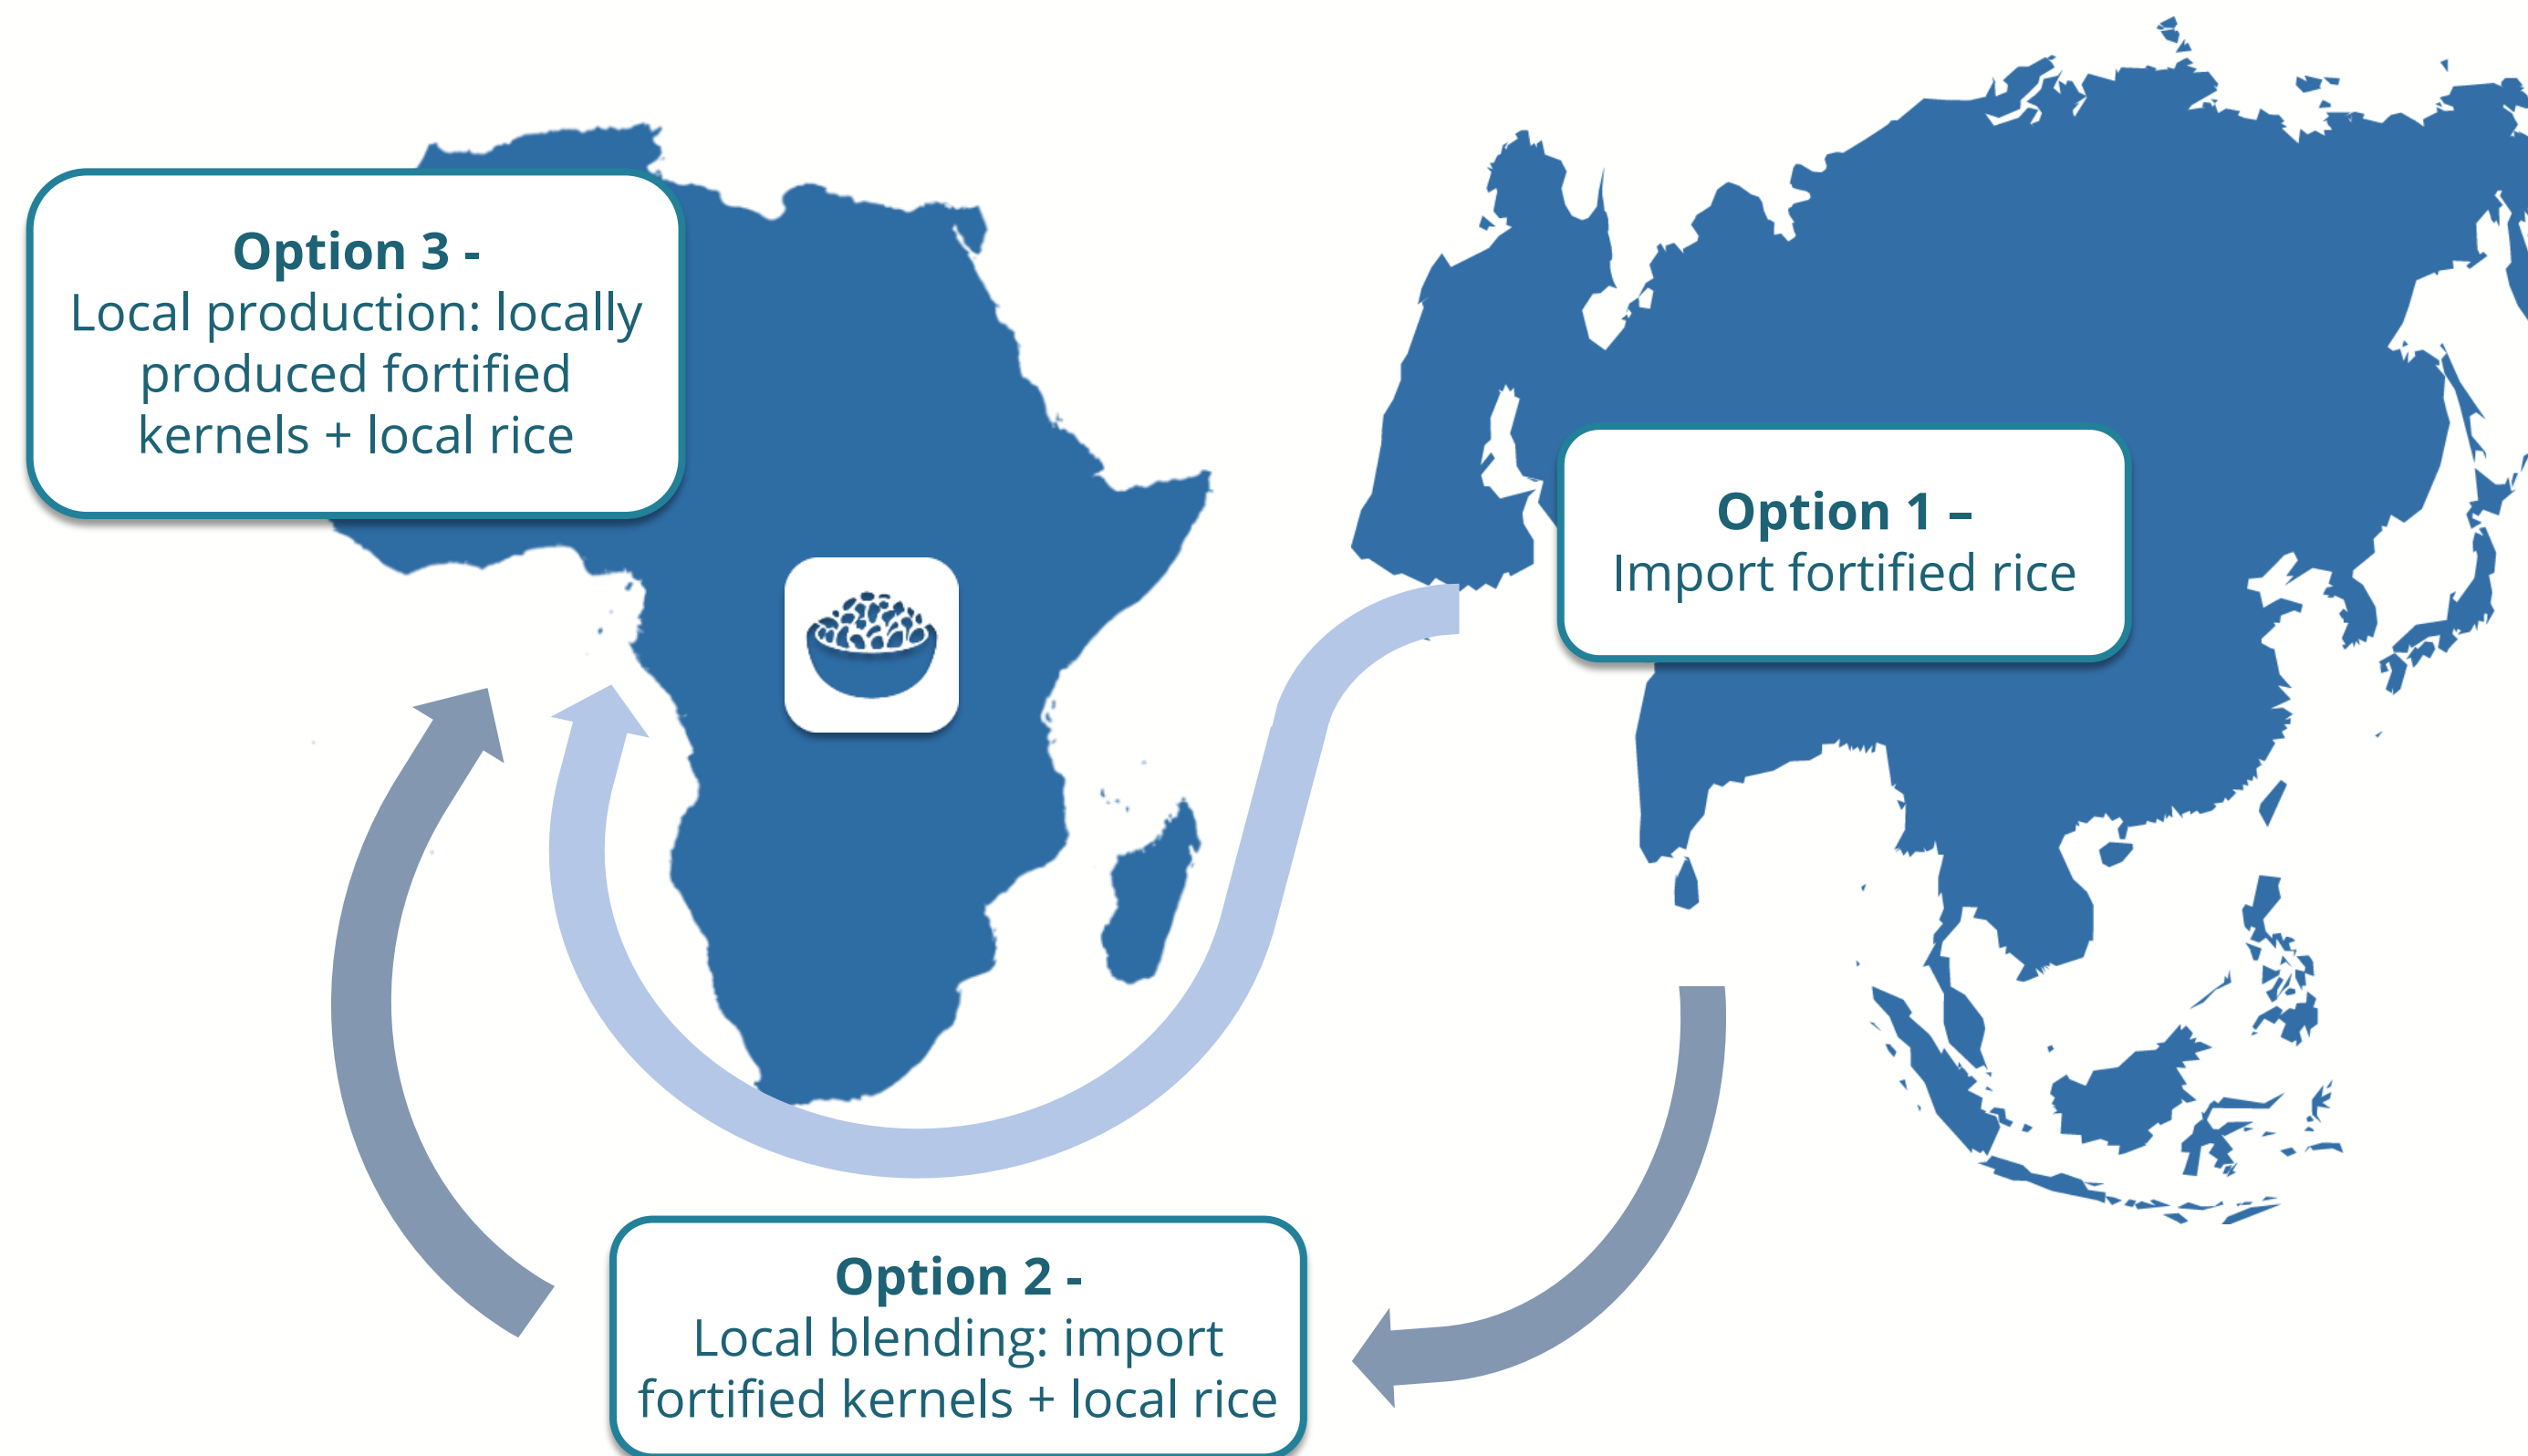 Option 3 -
Local production: locally
produced fortified
kernels + local rice
Option 1 –
Import fortified rice
Option 2 -
Local blending: import
fortified kernels + local rice